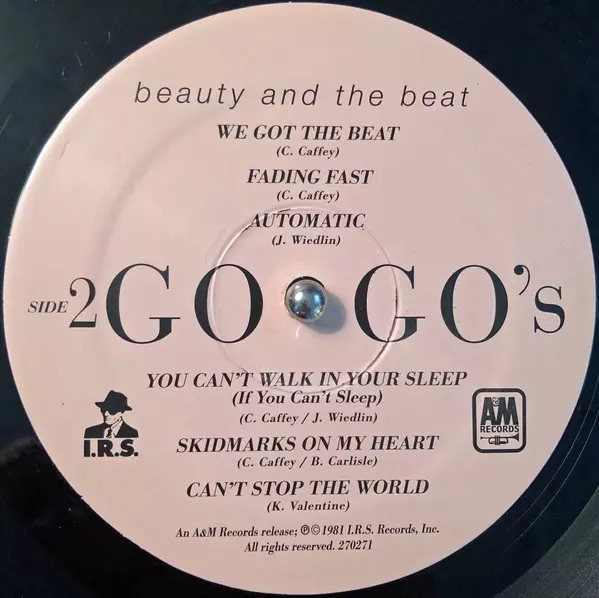 beauty and the beat
WE GOT THE BEAT
(C. Caffey)
FADING FAST
(C. Caffey)
AUTOMATIC
(J. Wiedlin)
SIDE 2 GO GO's
YOU CAN'T WALK IN YOUR SLEEP
(If You Can't Sleep)
(C. Caffey / J. Wiedlin)
I.R.S.
A&M
RECORDS
SKIDMARKS ON MY HEART
(C. Caffey / B. Carlisle)
CAN'T STOP THE WORLD
(K. Valentine)
An A&M Records release; ℗©1981 I.R.S. Records, Inc.
All rights reserved. 270271